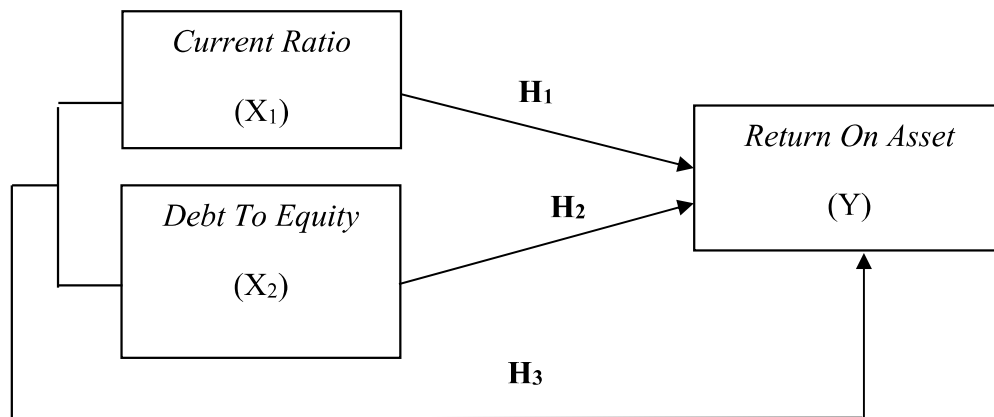 Current Ratio
(X₁)
H₁
Return On Asset
(Y)
Debt To Equity
(X₂)
H₂
H₃